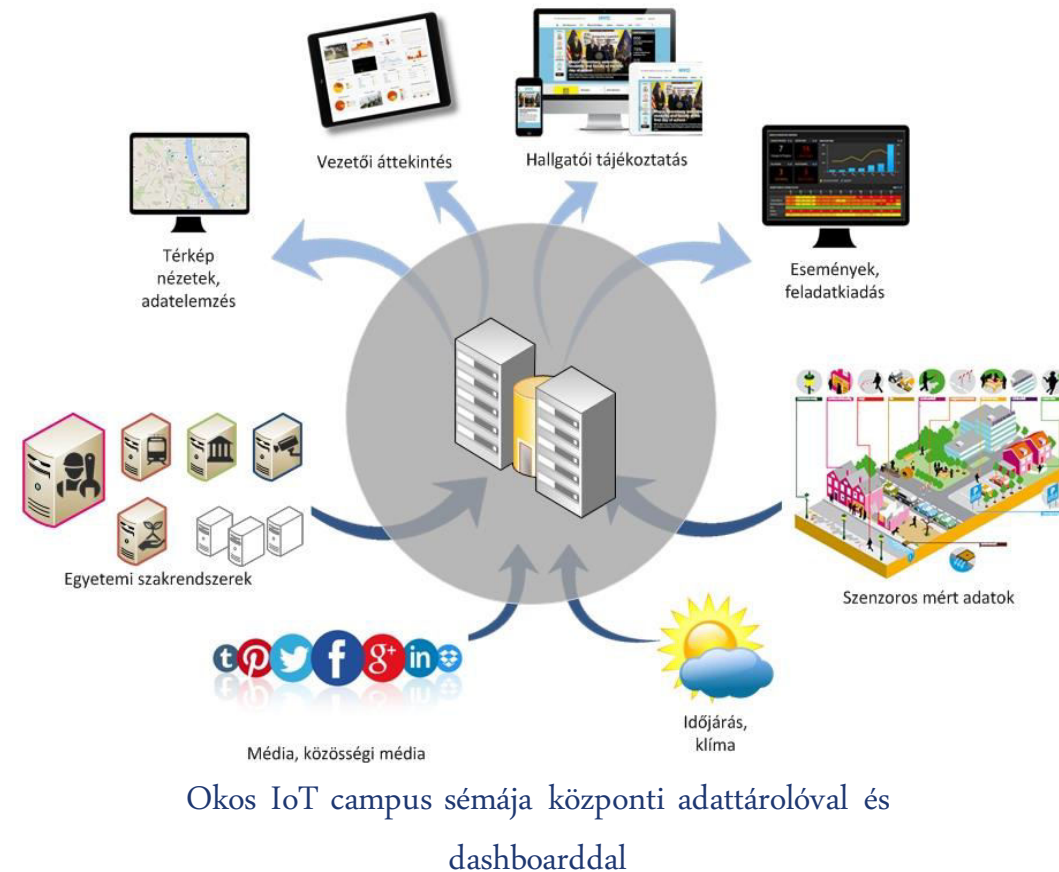 Vezetői áttekintés
Hallgatói tájékoztatás
Térkép
nézetek,
adatelemzés
Események,
feladatkiadás
Egyetemi szakrendszerek
Szenzoros mért adatok
Média, közösségi média
Időjárás,
klíma
Okos IoT campus sémája központi adattárolóval és
dashboarddal